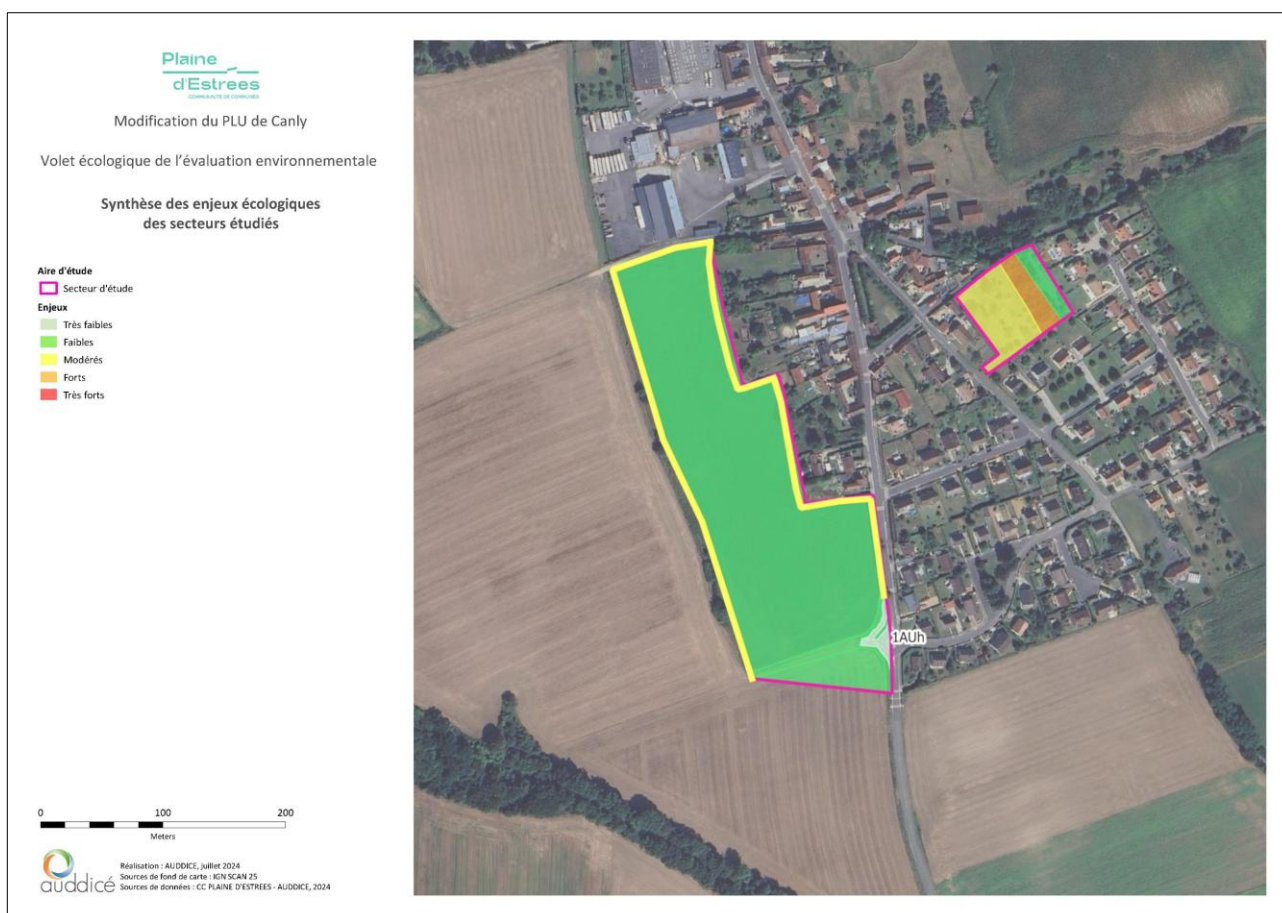 Plaine
d'Estrees
COMMUNAUTÉ DE COMMUNES
Modification du PLU de Canly
Volet écologique de l'évaluation environnementale
Synthèse des enjeux écologiques
des secteurs étudiés
Aire d'étude
Secteur d'étude
Enjeux
Très faibles
Faibles
Modérés
Forts
Très forts
1AUh
0 100 200
Meters
auddicé
Réalisation : AUDDICE, juillet 2024
Sources de fond de carte : IGN SCAN 25
Sources de données : CC PLAINE D'ESTREES - AUDDICE, 2024